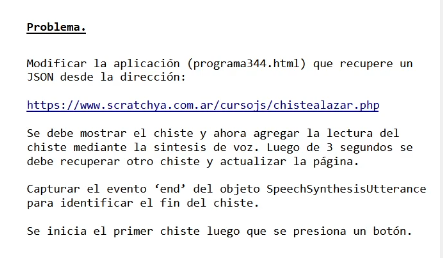 Problema.
Modificar la aplicación (programa344.html) que recupere un
JSON desde la dirección:
https://www.scratchya.com.ar/cursojs/chistealazar.php
Se debe mostrar el chiste y ahora agregar la lectura del
chiste mediante la sintesis de voz. Luego de 3 segundos se
debe recuperar otro chiste y actualizar la página.
Capturar el evento ‘end’ del objeto SpeechSynthesisUtterance
para identificar el fin del chiste.
Se inicia el primer chiste luego que se presiona un botón.